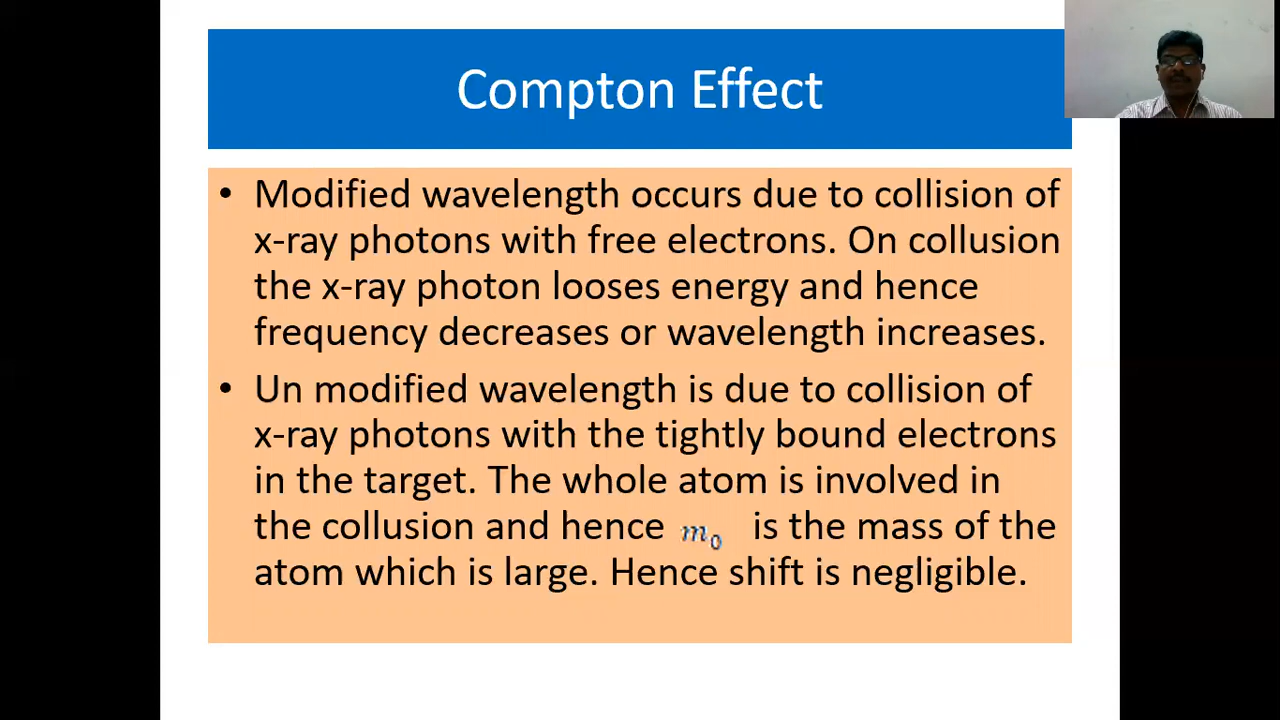 Compton Effect
• Modified wavelength occurs due to collision of
x-ray photons with free electrons. On collusion
the x-ray photon looses energy and hence
frequency decreases or wavelength increases.
• Un modified wavelength is due to collision of
x-ray photons with the tightly bound electrons
in the target. The whole atom is involved in
the collusion and hence m₀ is the mass of the
atom which is large. Hence shift is negligible.